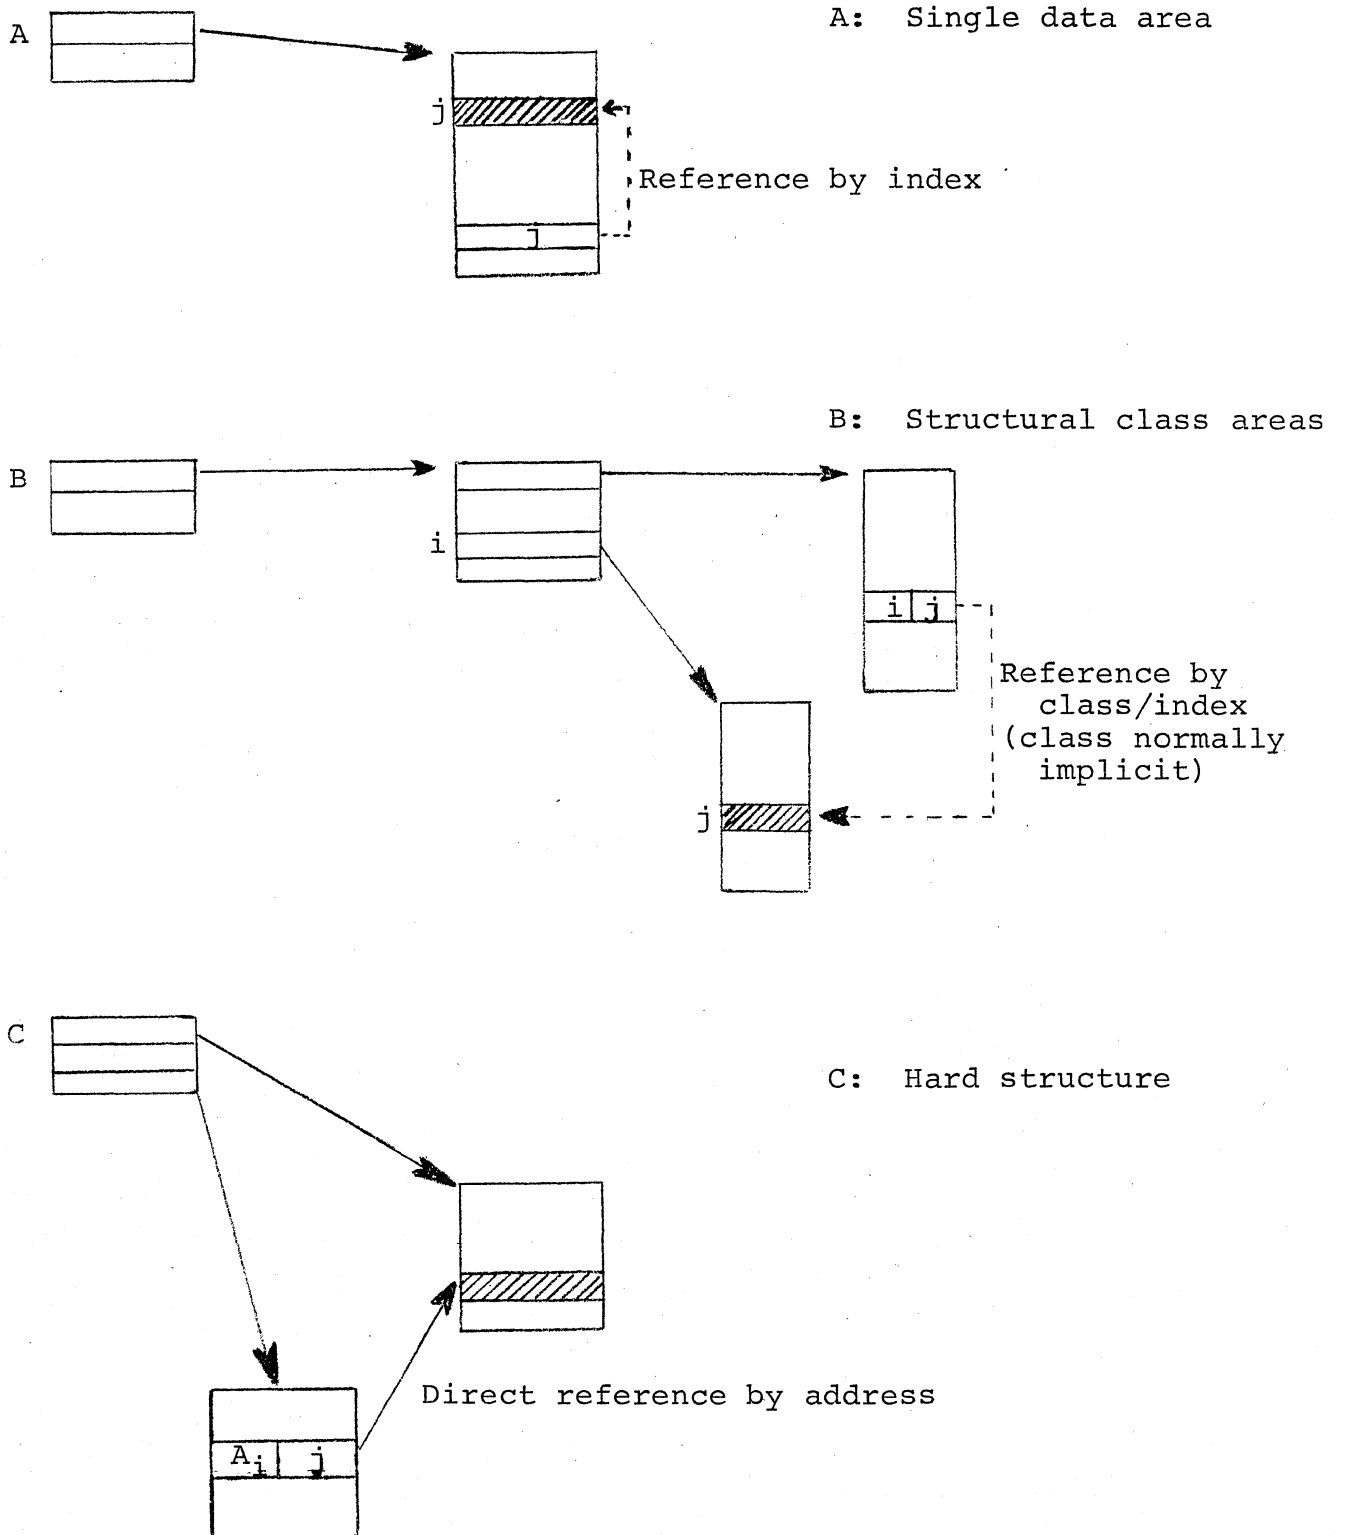 A
A: Single data area
j
Reference by index
j
B: Structural class areas
B
i
i j
Reference by
class/index
(class normally
implicit)
j
C
C: Hard structure
Direct reference by address
Ai j